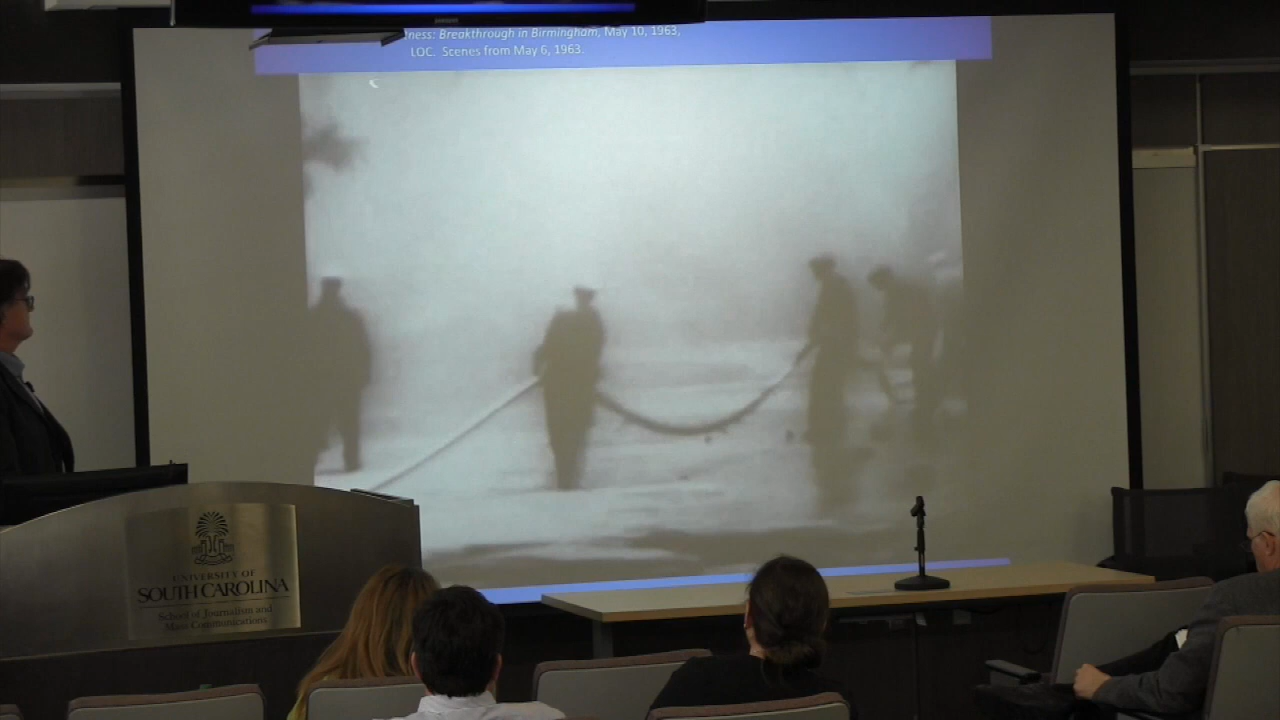 SAMSUNG
ness: Breakthrough in Birmingham, May 10, 1963,
LOC. Scenes from May 6, 1963.
UNIVERSITY OF
SOUTH CAROLINA
School of Journalism and
Mass Communications